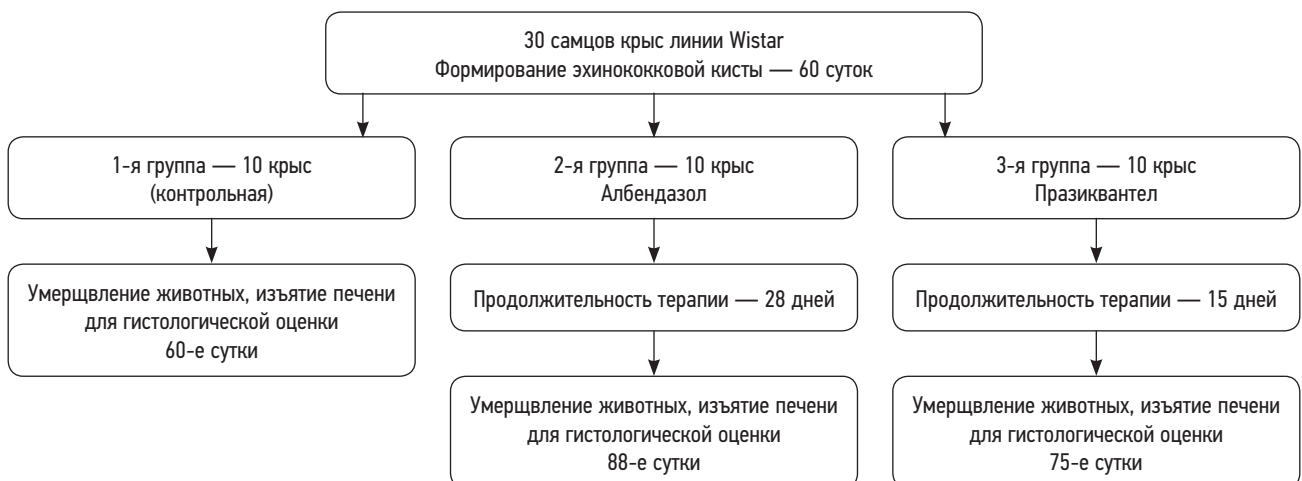 30 самцов крыс линии Wistar
Формирование эхинококковой кисты — 60 суток
1-я группа — 10 крыс
(контрольная)
2-я группа — 10 крыс
Албендазол
3-я группа — 10 крыс
Празиквантел
Умерщвление животных, изъятие печени
для гистологической оценки
60-е сутки
Продолжительность терапии — 28 дней
Продолжительность терапии — 15 дней
Умерщвление животных, изъятие печени
для гистологической оценки
88-е сутки
Умерщвление животных, изъятие печени
для гистологической оценки
75-е сутки